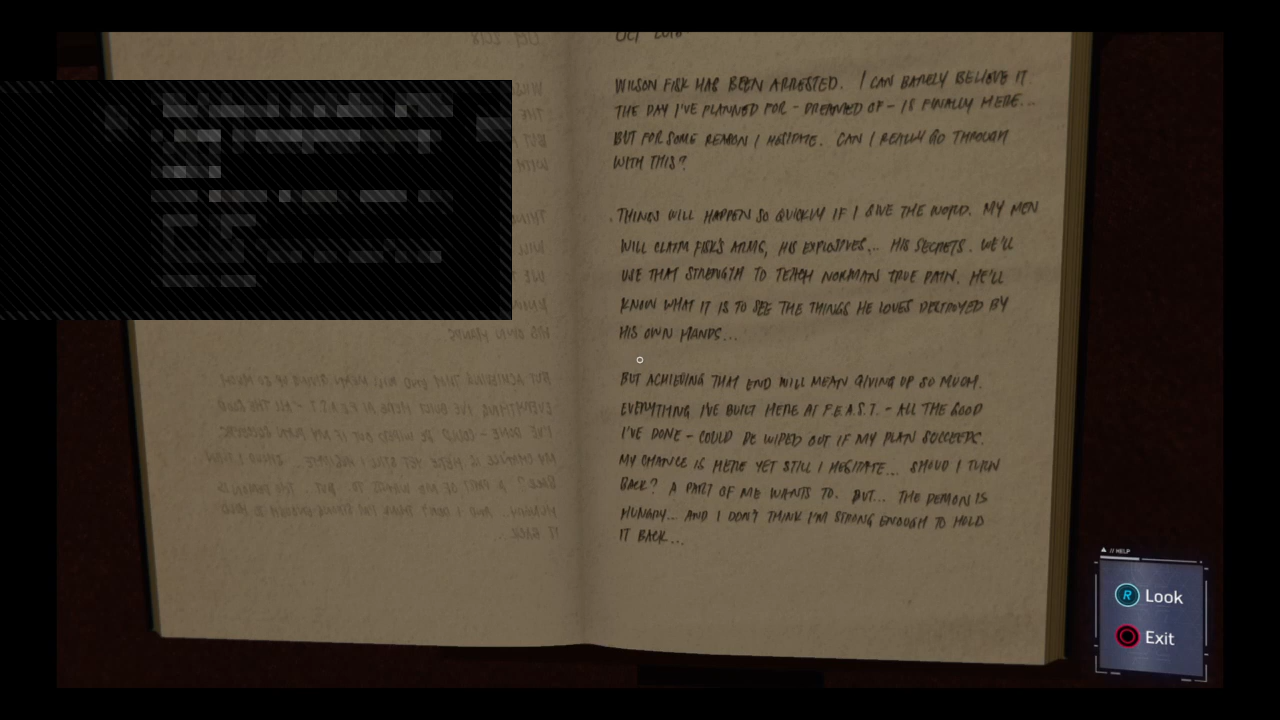 OCT 2018
WILSON FISK HAS BEEN ARRESTED. I CAN BARELY BELIEVE IT.
THE DAY I'VE PLANNED FOR - DREAMED OF - IS FINALLY HERE...
BUT FOR SOME REASON I HESITATE. CAN I REALLY GO THROUGH
WITH THIS?
THINGS WILL HAPPEN SO QUICKLY IF I GIVE THE WORD. MY MEN
WILL CLAIM FISK'S ARMS, HIS EXPLOSIVES... HIS SECRETS. WE'LL
USE THAT STRENGTH TO TEACH NORMAN TRUE PAIN. HE'LL
KNOW WHAT IT IS TO SEE THE THINGS HE LOVES DESTROYED BY
HIS OWN HANDS...
BUT ACHIEVING THAT END WILL MEAN GIVING UP SO MUCH.
EVERYTHING I'VE BUILT HERE AT F.E.A.S.T. - ALL THE GOOD
I'VE DONE - COULD BE WIPED OUT IF MY PLAN SUCCEEDS.
MY CHANCE IS HERE YET STILL I HESITATE... SHOULD I TURN
BACK? A PART OF ME WANTS TO. BUT... THE DEMON IS
HUNGRY... AND I DON'T THINK I'M STRONG ENOUGH TO HOLD
IT BACK...
// HELP
R Look
Exit